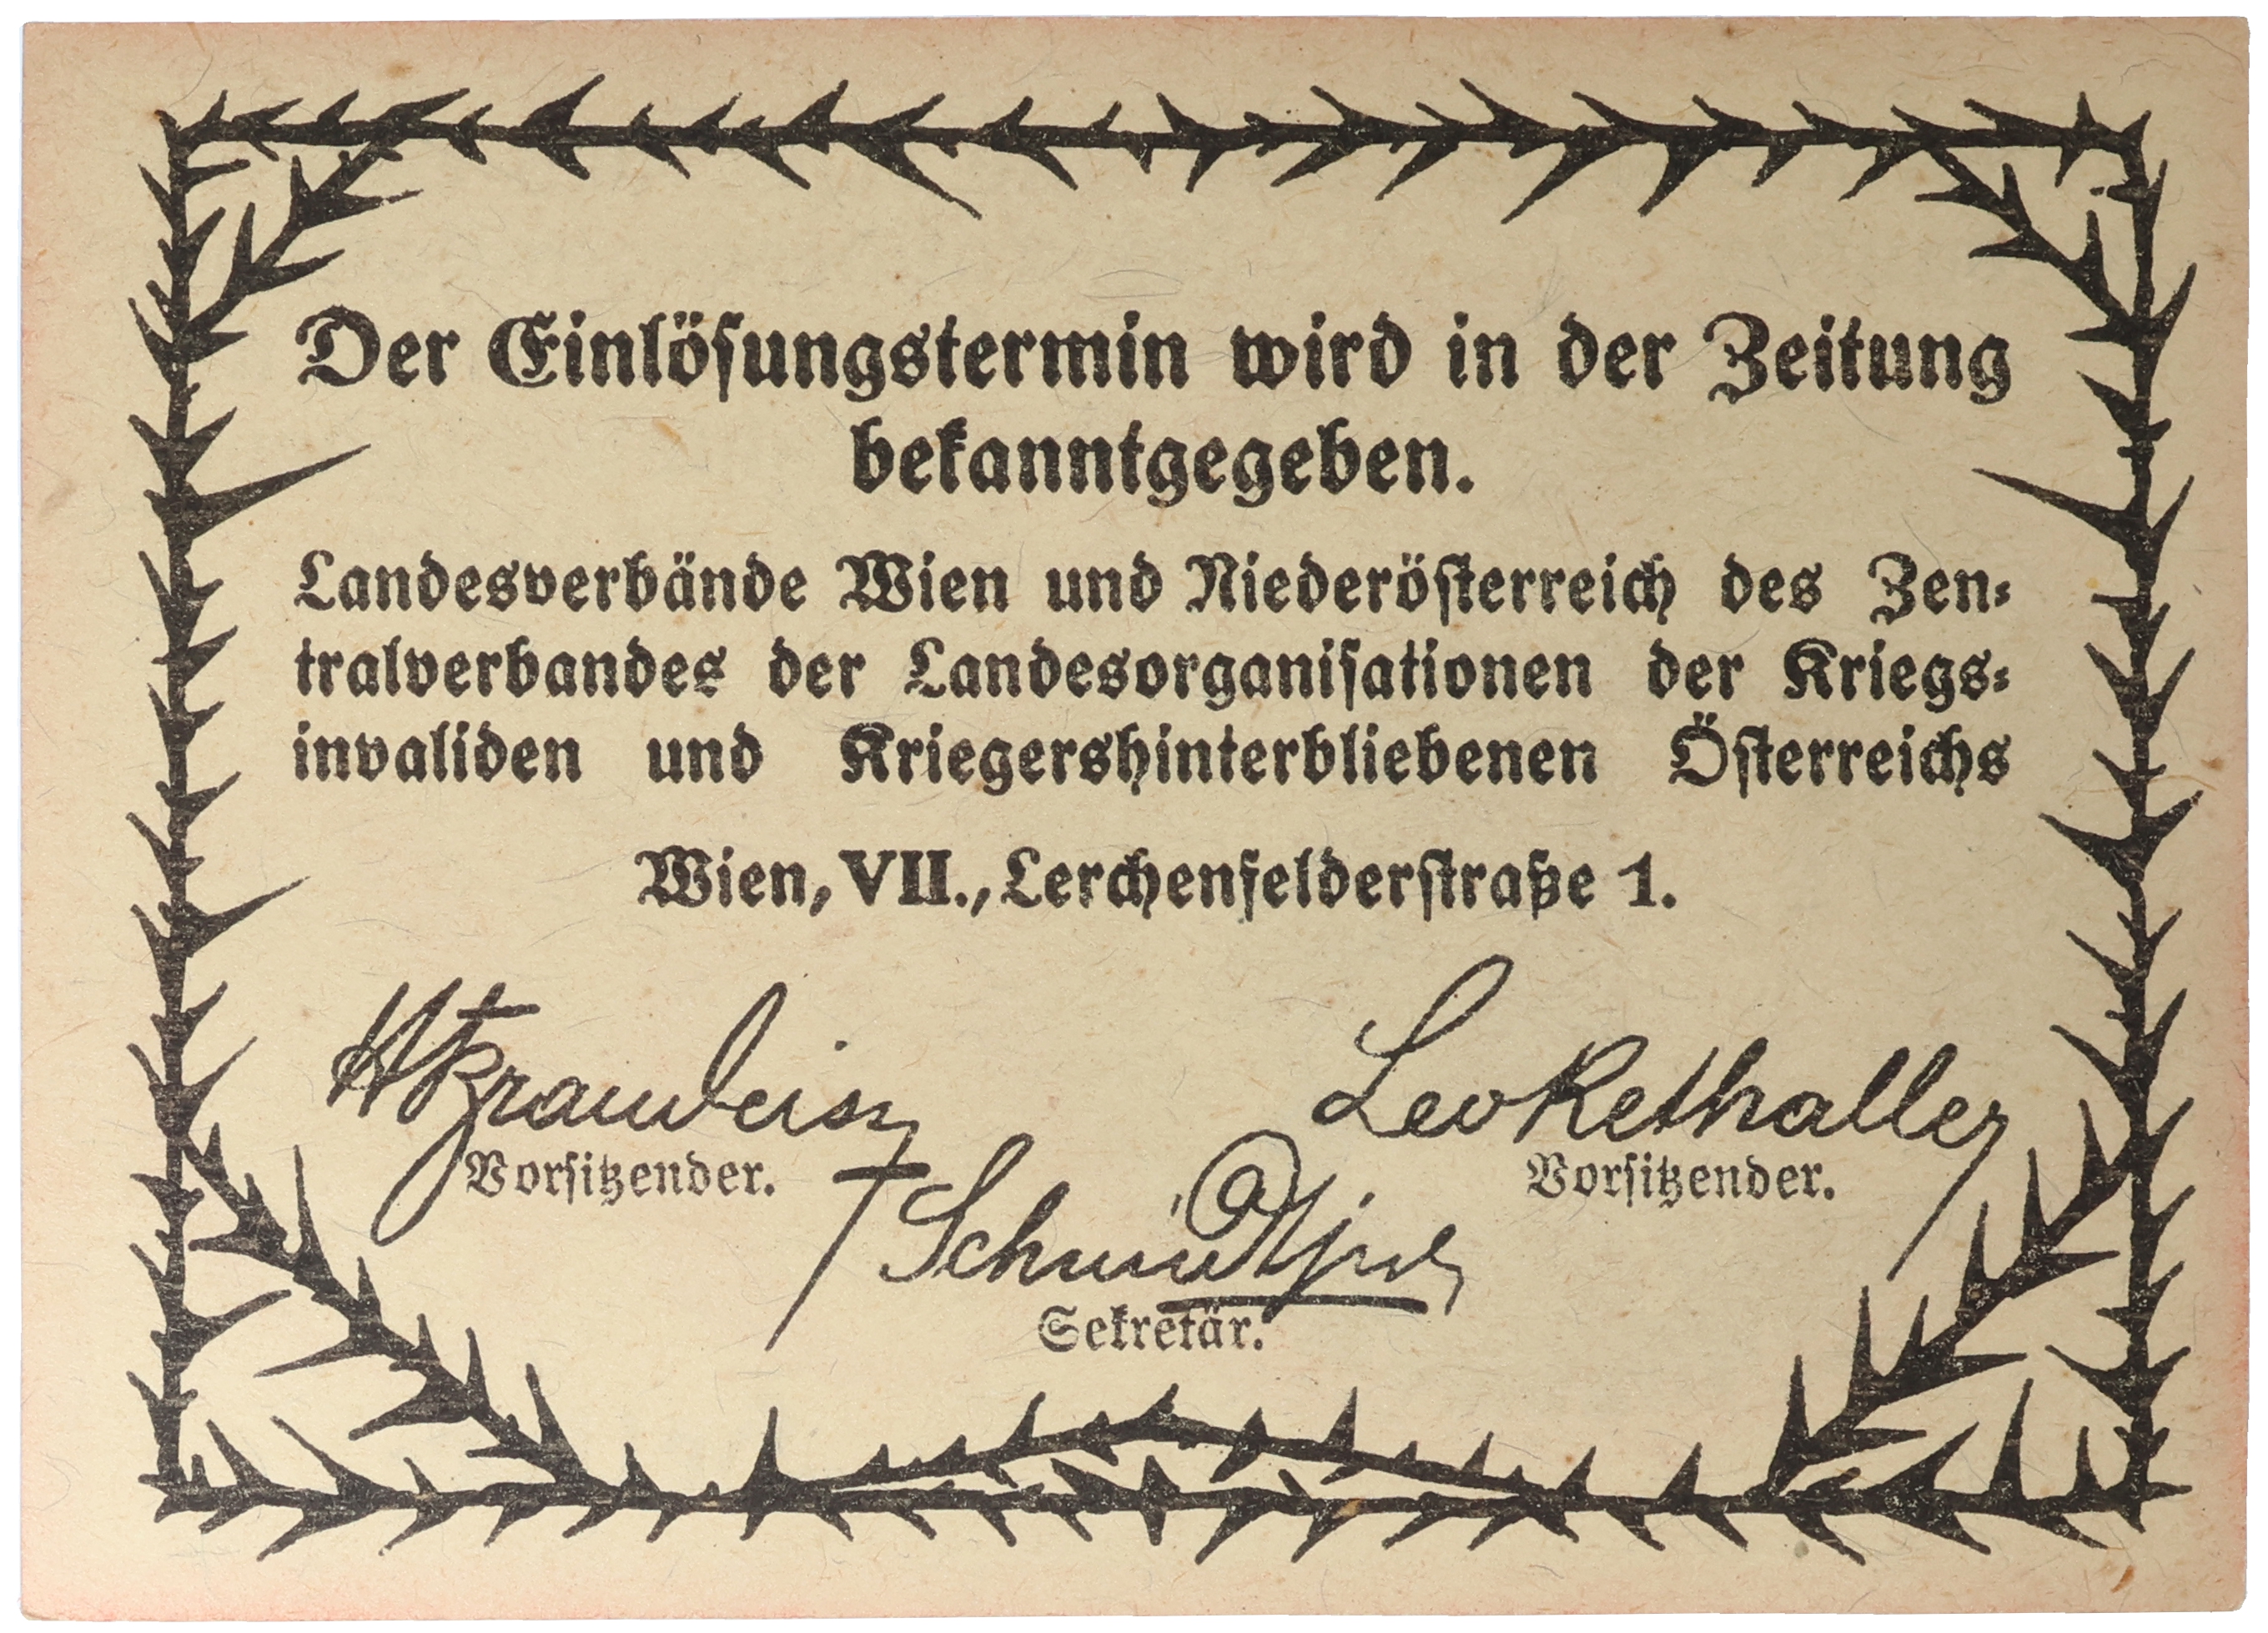 Der Einlösungstermin wird in der Zeitung
bekanntgegeben.
Landesverbände Wien und Niederösterreich des Zen-
tralverbandes der Landesorganisationen der Kriegs-
invaliden und Kriegershinterbliebenen Österreichs
Wien, VII., Lerchenfelderstraße 1.
Leo Rethaller
Vorsitzender. Vorsitzender.
Sekretär.